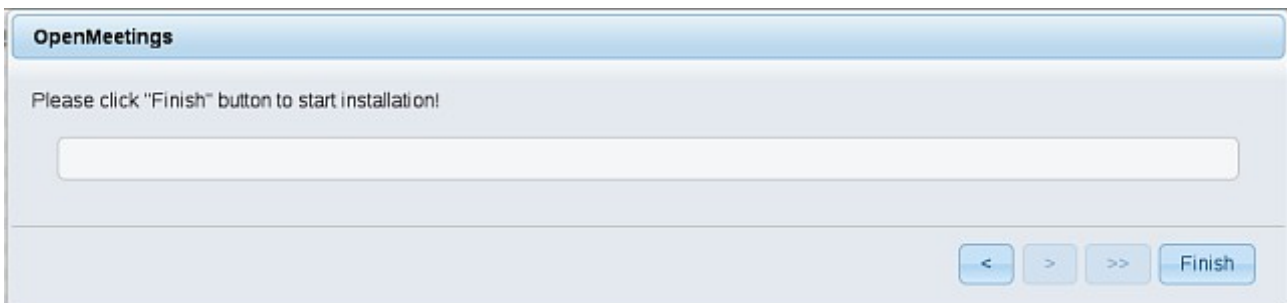 OpenMeetings
Please click "Finish" button to start installation!
< > >> Finish